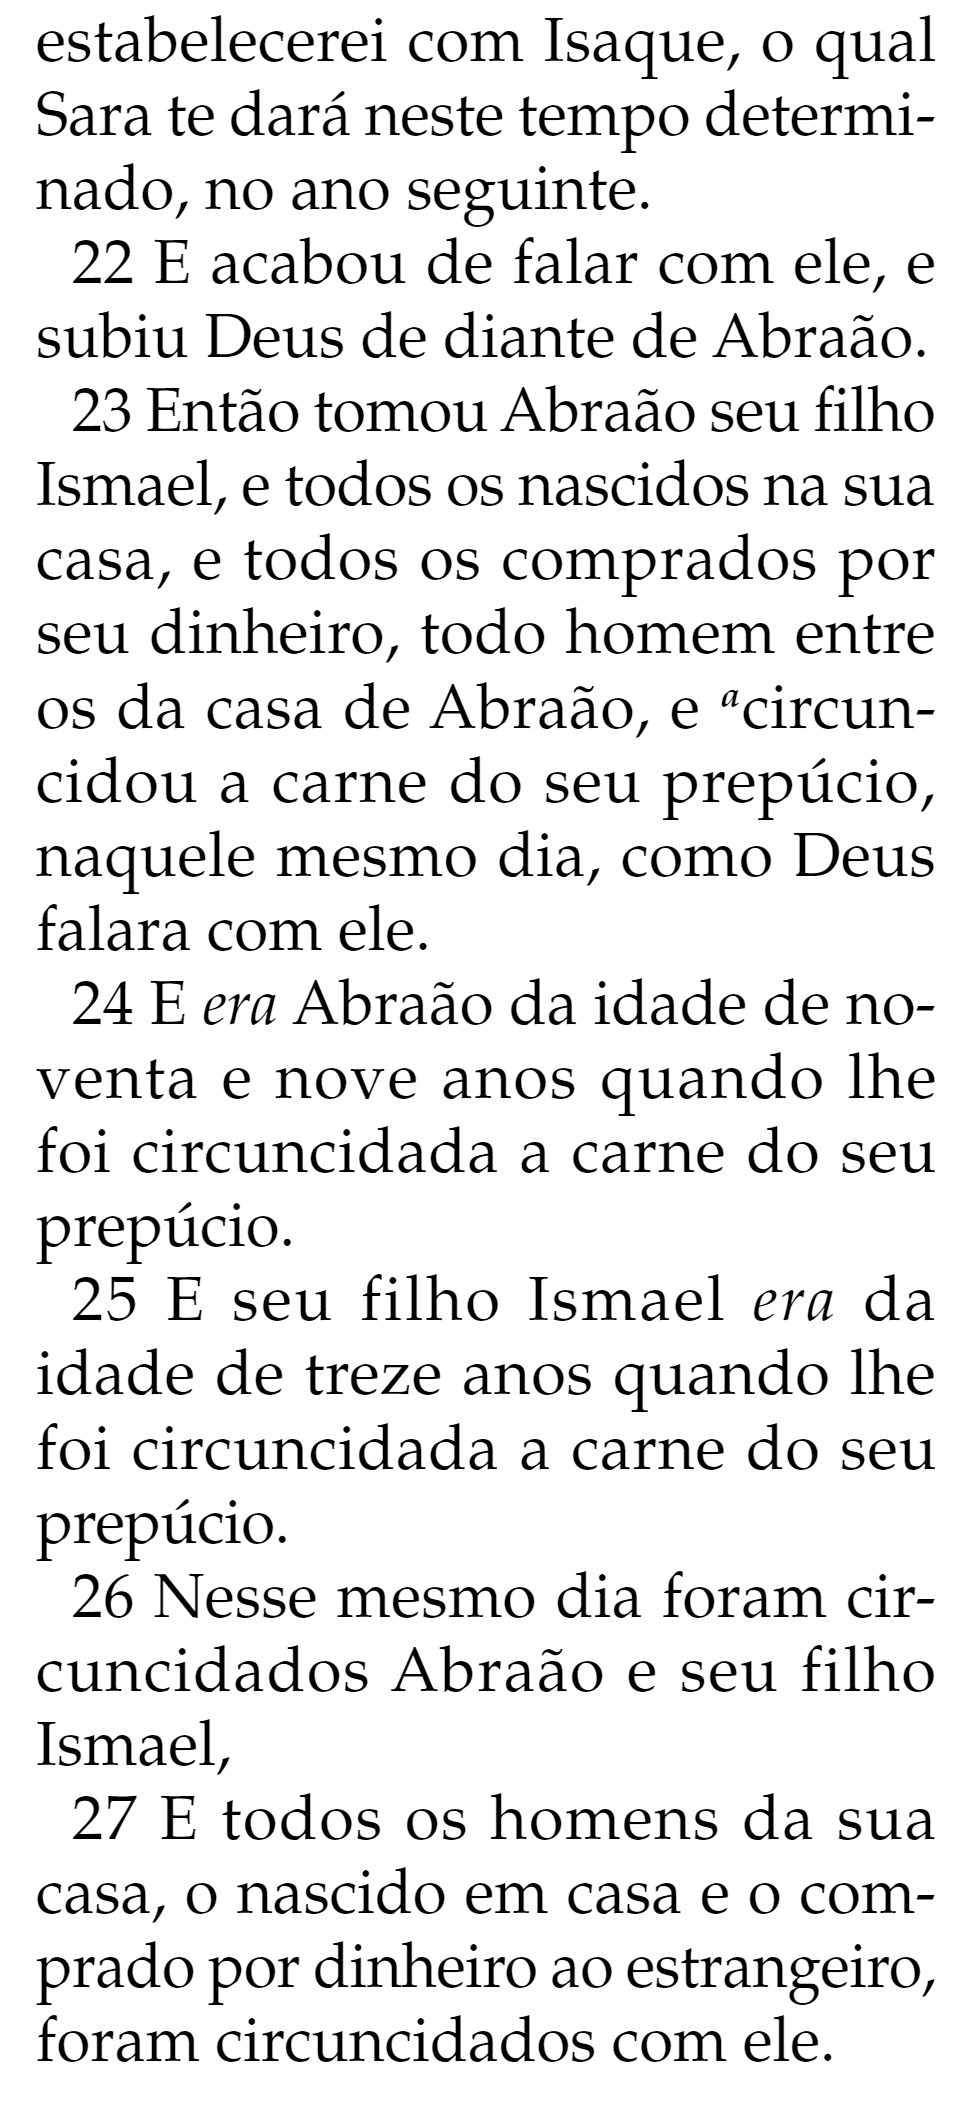 estabelecerei com Isaque, o qual
Sara te dará neste tempo determi-
nado, no ano seguinte.
22 E acabou de falar com ele, e
subiu Deus de diante de Abraão.
23 Então tomou Abraão seu filho
Ismael, e todos os nascidos na sua
casa, e todos os comprados por
seu dinheiro, todo homem entre
os da casa de Abraão, e ᵃcircun-
cidou a carne do seu prepúcio,
naquele mesmo dia, como Deus
falara com ele.
24 E era Abraão da idade de no-
venta e nove anos quando lhe
foi circuncidada a carne do seu
prepúcio.
25 E seu filho Ismael era da
idade de treze anos quando lhe
foi circuncidada a carne do seu
prepúcio.
26 Nesse mesmo dia foram cir-
cuncidados Abraão e seu filho
Ismael,
27 E todos os homens da sua
casa, o nascido em casa e o com-
prado por dinheiro ao estrangeiro,
foram circuncidados com ele.